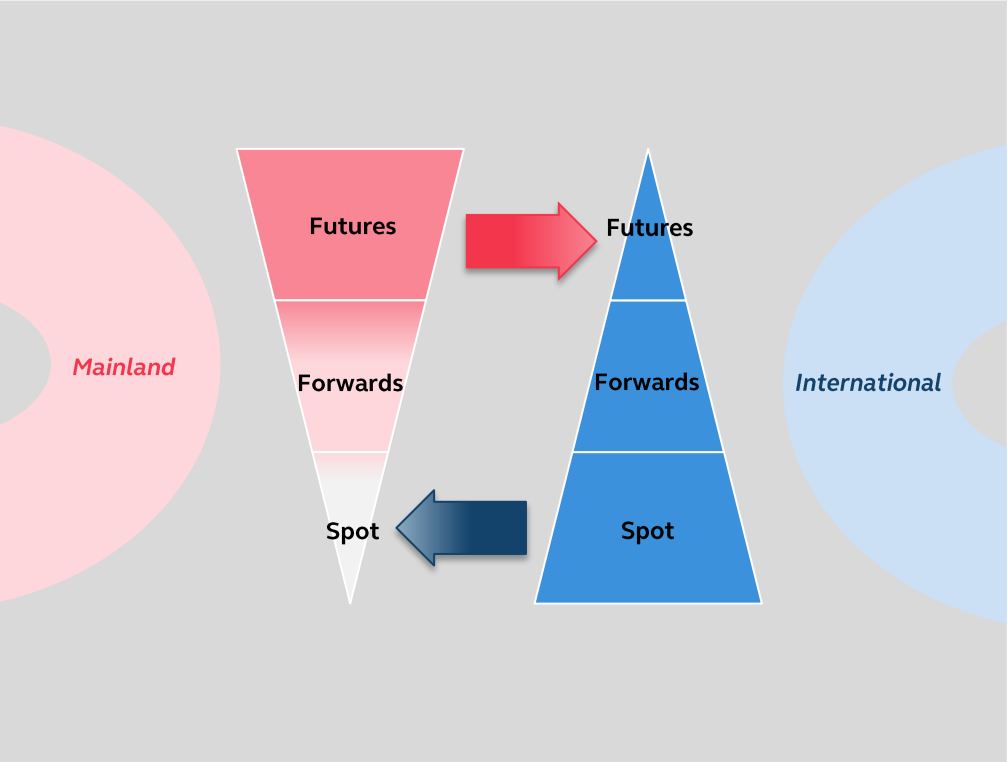 Futures
Futures
Mainland
Forwards
Forwards
International
Spot
Spot